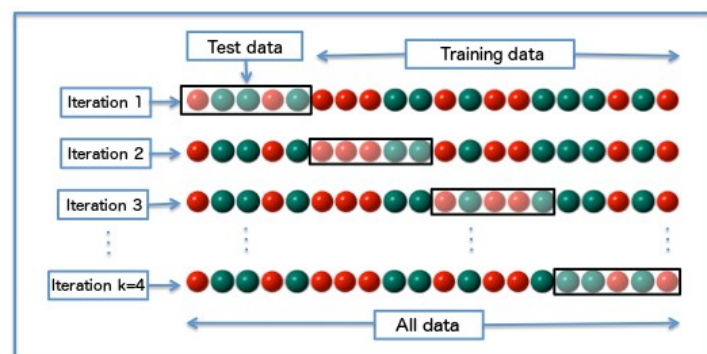 Test data
Training data
Iteration 1
Iteration 2
Iteration 3
Iteration k=4
All data